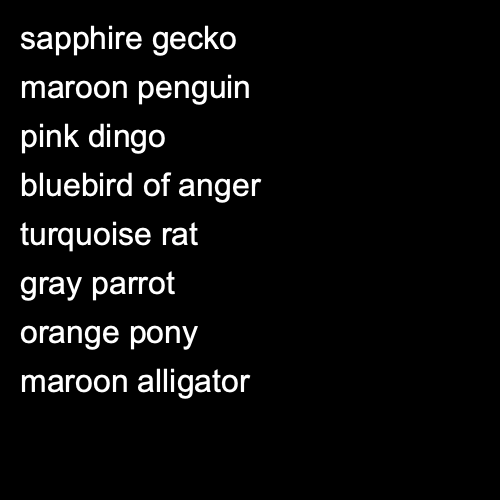 sapphire gecko
maroon penguin
pink dingo
bluebird of anger
turquoise rat
gray parrot
orange pony
maroon alligator